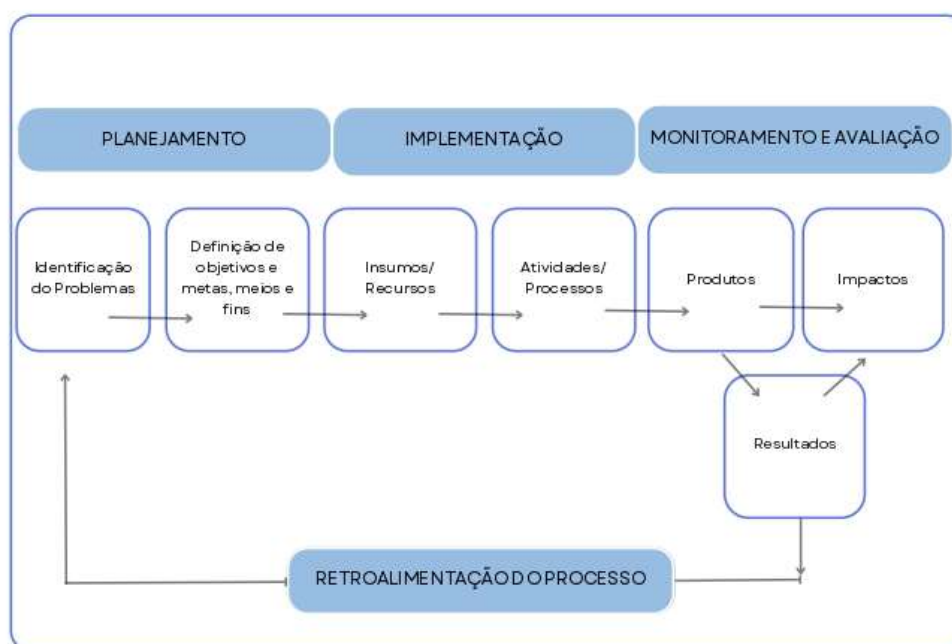 PLANEJAMENTO
IMPLEMENTAÇÃO
MONITORAMENTO E AVALIAÇÃO
Identificação
do Problemas
Definição de
objetivos e
metas, meios e
fins
Insumos/
Recursos
Atividades/
Processos
Produtos
Impactos
Resultados
RETROALIMENTAÇÃO DO PROCESSO